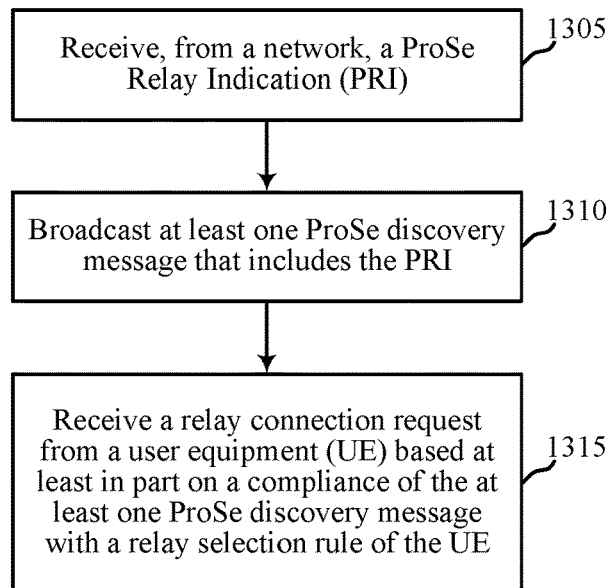 Receive, from a network, a ProSe
Relay Indication (PRI)
1305
Broadcast at least one ProSe discovery
message that includes the PRI
1310
Receive a relay connection request
from a user equipment (UE) based at
least in part on a compliance of the at
least one ProSe discovery message
with a relay selection rule of the UE
1315